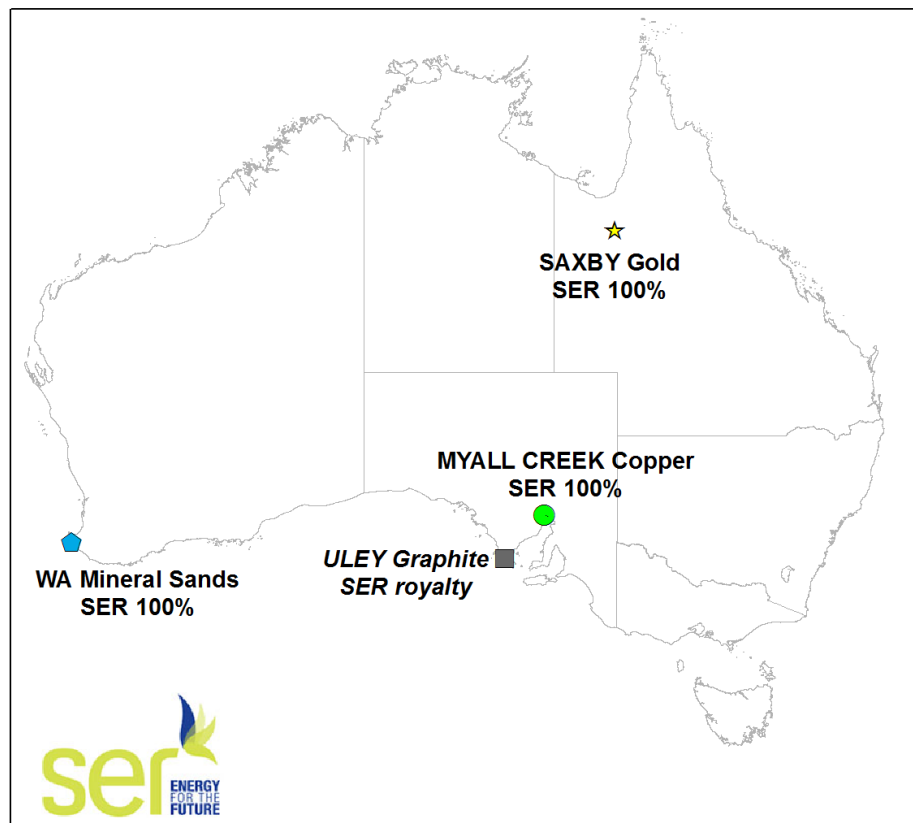 SAXBY Gold
SER 100%
MYALL CREEK Copper
SER 100%
ULEY Graphite
SER royalty
WA Mineral Sands
SER 100%
ser
ENERGY
FOR THE
FUTURE